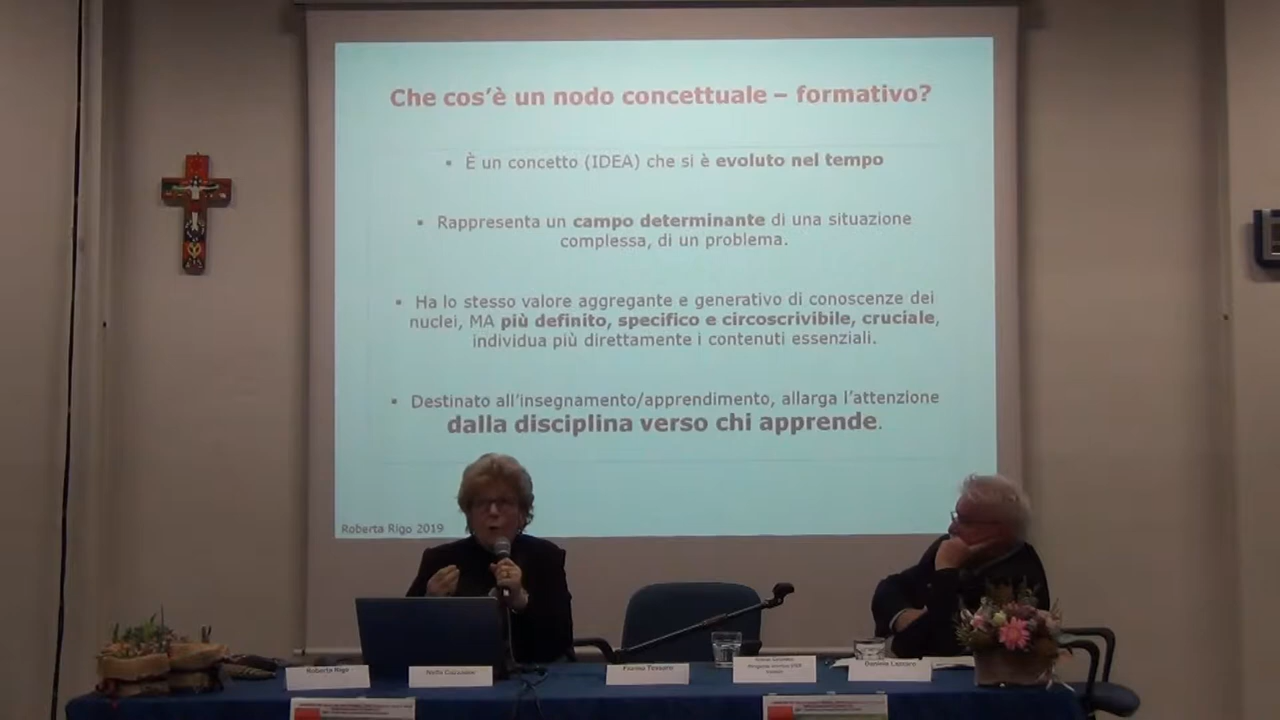 Che cos'è un nodo concettuale – formativo?
▪ È un concetto (IDEA) che si è evoluto nel tempo
▪ Rappresenta un campo determinante di una situazione
complessa, di un problema.
▪ Ha lo stesso valore aggregante e generativo di conoscenze dei
nuclei, MA più definito, specifico e circoscrivibile, cruciale,
individua più direttamente i contenuti essenziali.
▪ Destinato all'insegnamento/apprendimento, allarga l'attenzione
dalla disciplina verso chi apprende.
Roberta Rigo 2019
Roberta Rigo
Fiorino Tessaro